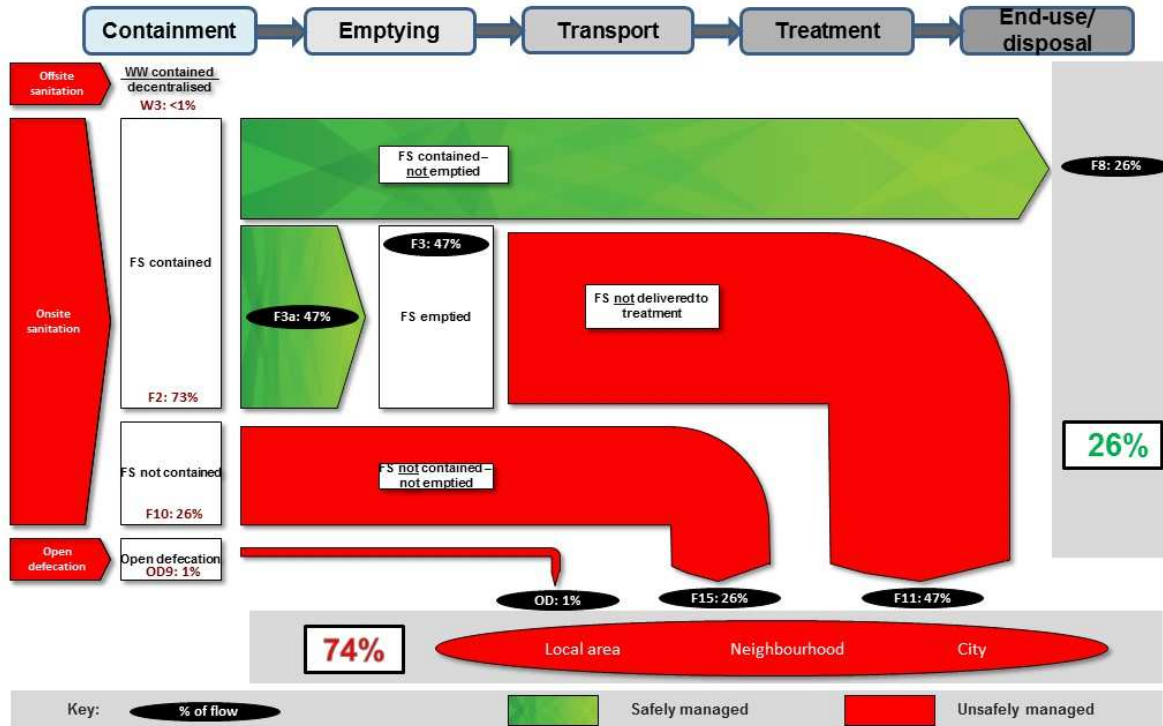 Containment
Emptying
Transport
Treatment
End-use/
disposal
Offsite
sanitation
WW contained
decentralised
W3: <1%
FS contained –
not emptied
F8: 26%
Onsite
sanitation
FS contained
F2: 73%
F3a: 47%
F3: 47%
FS emptied
FS not delivered to
treatment
26%
FS not contained
F10: 26%
FS not contained –
not emptied
Open
defecation
Open defecation
OD9: 1%
OD: 1%
F15: 26%
F11: 47%
74%
Local area
Neighbourhood
City
Key:
% of flow
Safely managed
Unsafely managed